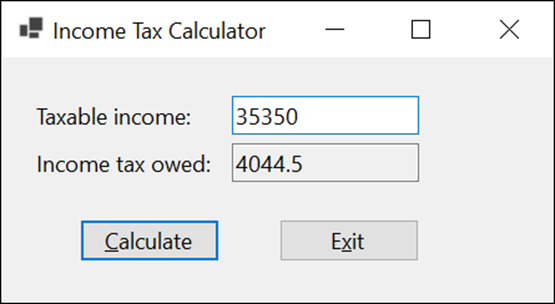 Income Tax Calculator
Taxable income: 35350
Income tax owed: 4044.5
Calculate Exit